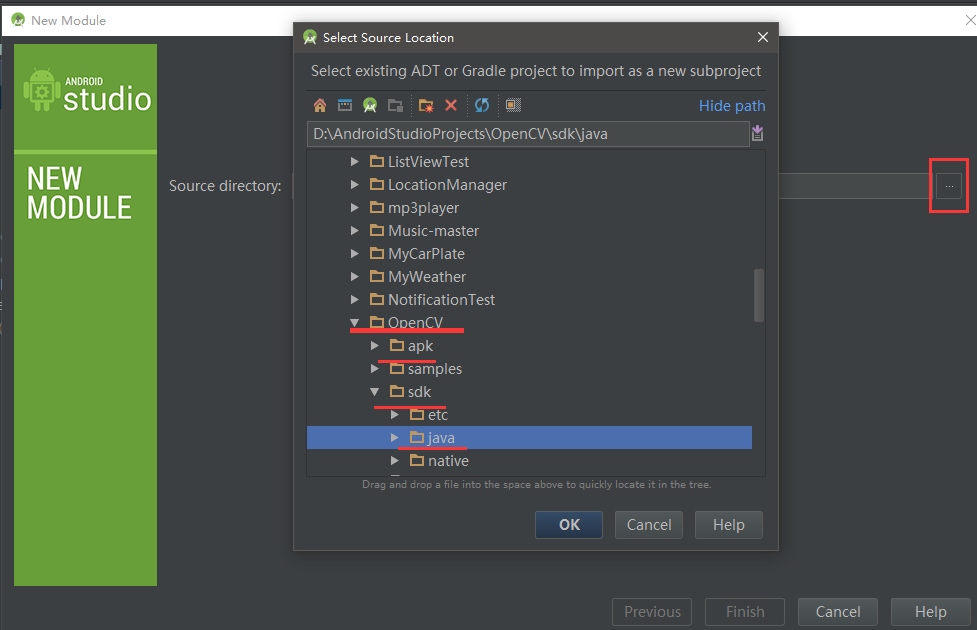 New Module
ANDROID
studio
NEW
MODULE
Source directory:
...
Select Source Location
Select existing ADT or Gradle project to import as a new subproject
Hide path
D:\AndroidStudioProjects\OpenCV\sdk\java
ListViewTest
LocationManager
mp3player
Music-master
MyCarPlate
MyWeather
NotificationTest
OpenCV
apk
samples
sdk
etc
java
native
Drag and drop a file into the space above to quickly locate it in the tree.
OK Cancel Help
Previous Finish Cancel Help